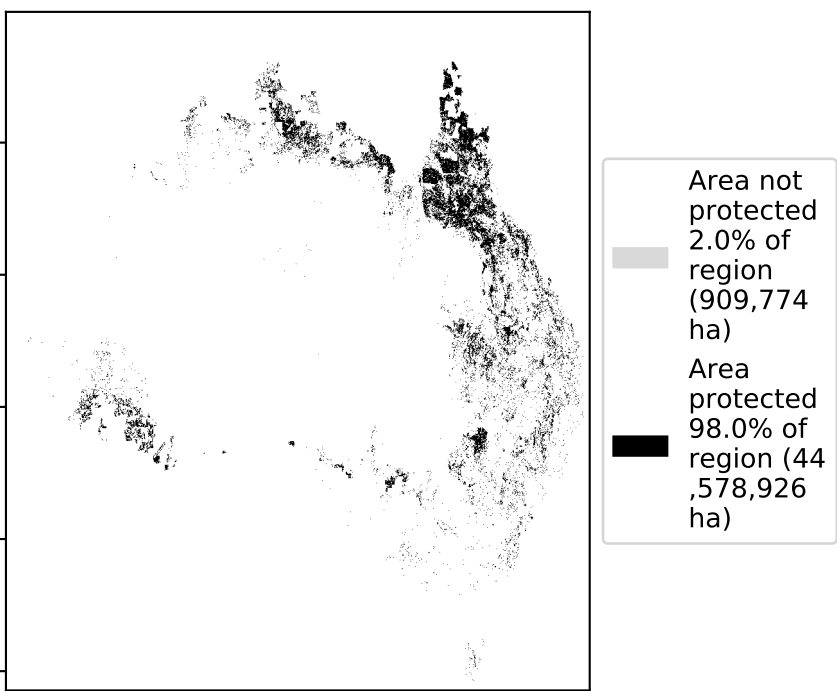 Area not
protected
2.0% of
region
(909,774
ha)
Area
protected
98.0% of
region (44
,578,926
ha)